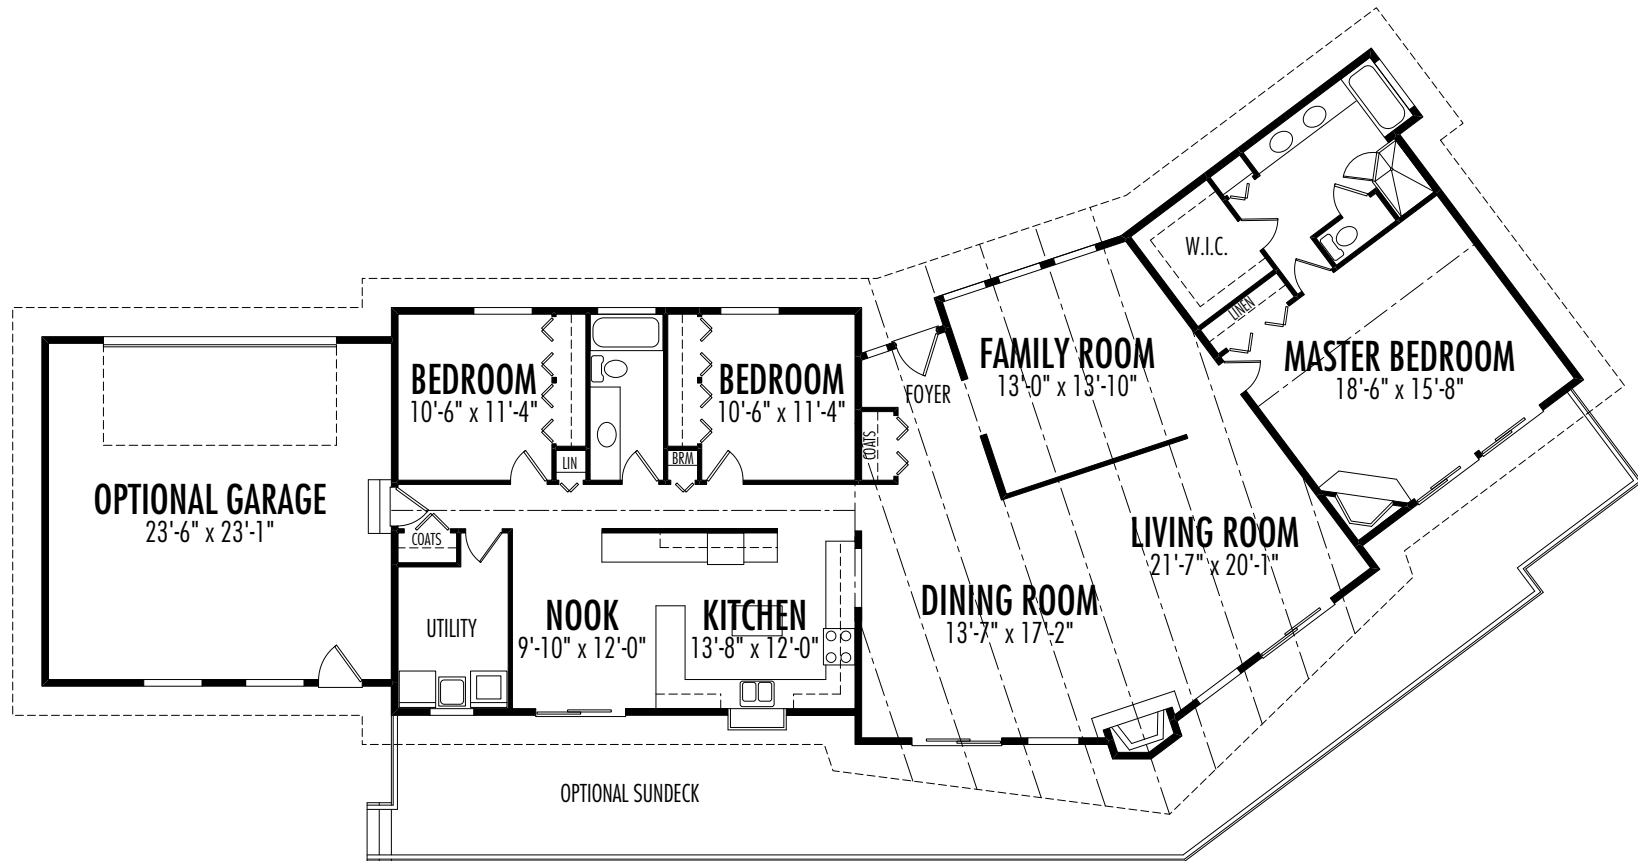 W.I.C.
LINEN
FAMILY ROOM
13'-0" x 13'-10"
MASTER BEDROOM
18'-6" x 15'-8"
BEDROOM
10'-6" x 11'-4"
BEDROOM
10'-6" x 11'-4"
FOYER
COATS
LIN
BRM
OPTIONAL GARAGE
23'-6" x 23'-1"
COATS
LIVING ROOM
21'-7" x 20'-1"
UTILITY
NOOK
9'-10" x 12'-0"
KITCHEN
13'-8" x 12'-0"
DINING ROOM
13'-7" x 17'-2"
OPTIONAL SUNDECK